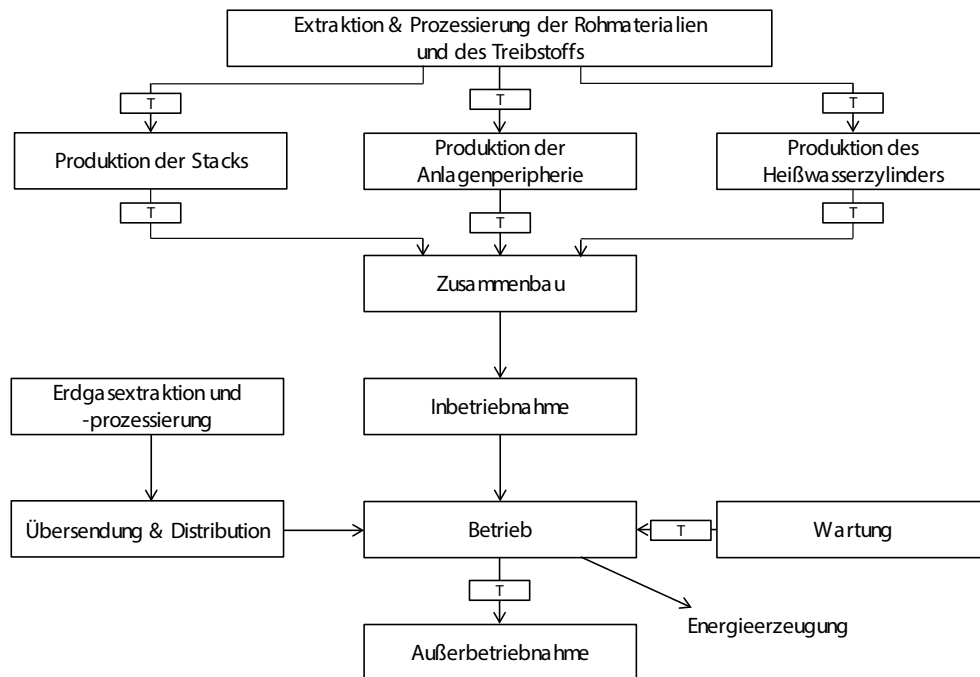 Extraktion & Prozessierung der Rohmaterialien
und des Treibstoffs
T
T
T
Produktion der Stacks
Produktion der
Anlagenperipherie
Produktion des
Heißwasserzylinders
T
T
T
Zusammenbau
Erdgasextraktion und
-prozessierung
Inbetriebnahme
Übersendung & Distribution
Betrieb
T
Wartung
T
Energieerzeugung
Außerbetriebnahme